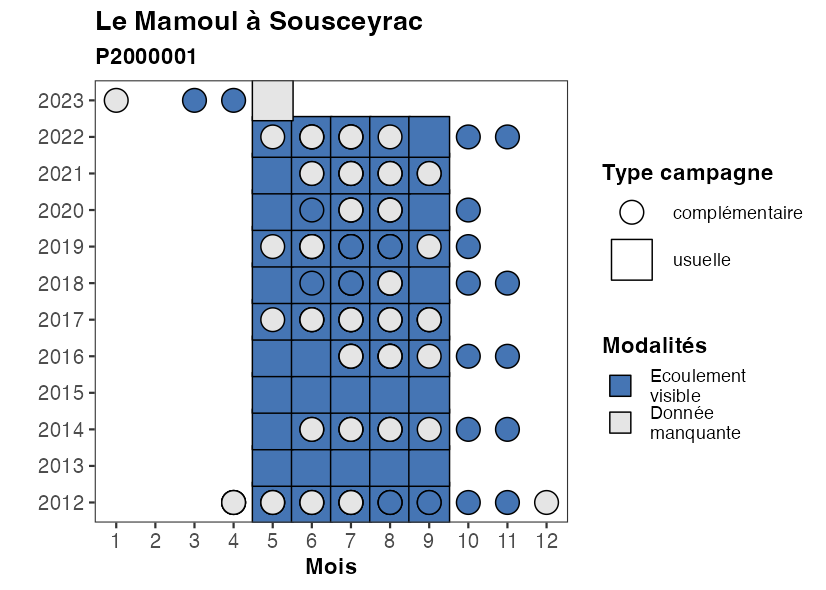 Le Mamoul à Sousceyrac
P2000001
2023
2022
2021
2020
2019
2018
2017
2016
2015
2014
2013
2012
1 2 3 4 5 6 7 8 9 10 11 12
Mois
Type campagne
complémentaire
usuelle
Modalités
Ecoulement
visible
Donnée
manquante